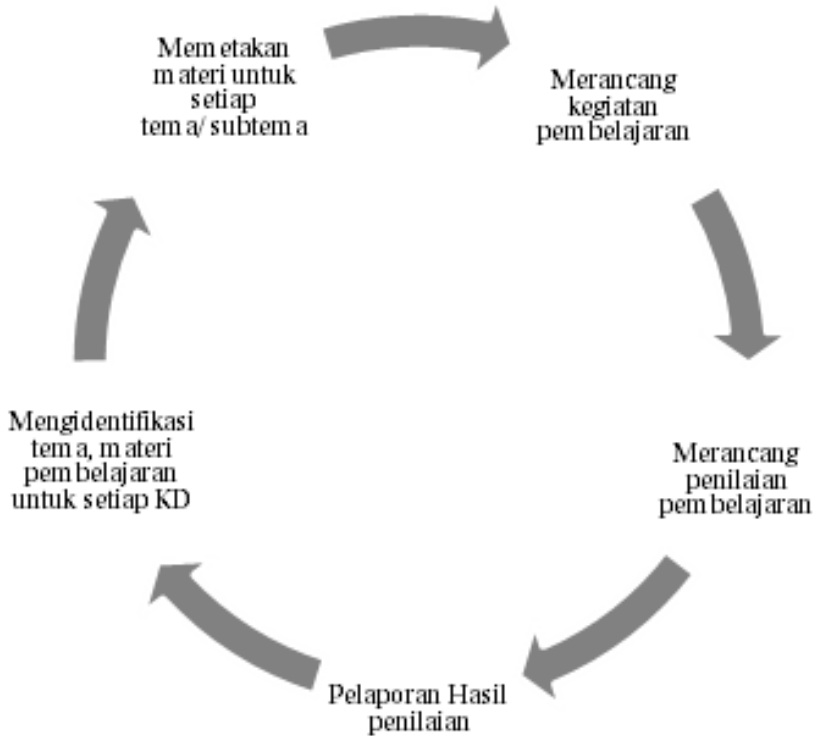 Memetakan
materi untuk
setiap
tema/ subtema
Merancang
kegiatan
pembelajaran
Mengidentifikasi
tema, materi
pembelajaran
untuk setiap KD
Merancang
penilaian
pembelajaran
Pelaporan Hasil
penilaian